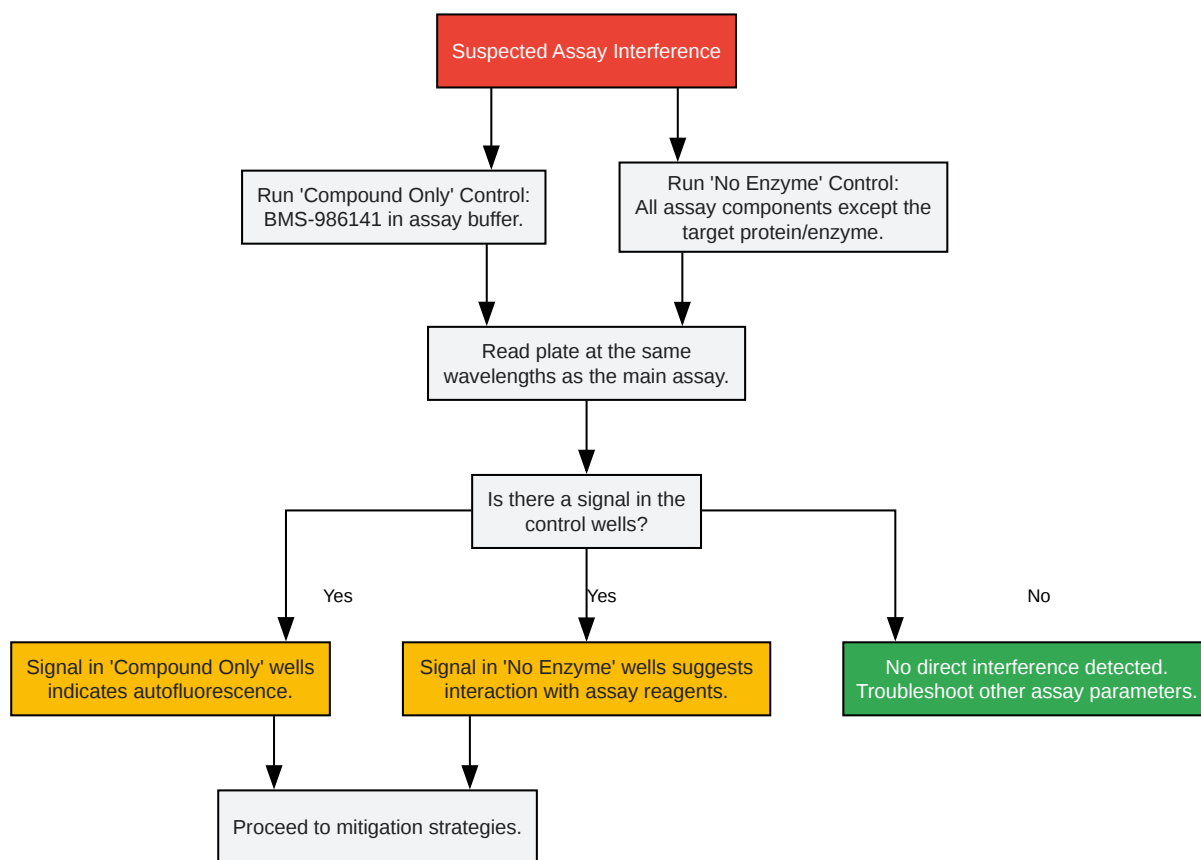 Suspected Assay Interference
Run 'Compound Only' Control:
BMS-986141 in assay buffer.
Run 'No Enzyme' Control:
All assay components except the
target protein/enzyme.
Read plate at the same
wavelengths as the main assay.
Is there a signal in the
control wells?
Yes
Yes
No
Signal in 'Compound Only' wells
indicates autofluorescence.
Signal in 'No Enzyme' wells suggests
interaction with assay reagents.
No direct interference detected.
Troubleshoot other assay parameters.
Proceed to mitigation strategies.